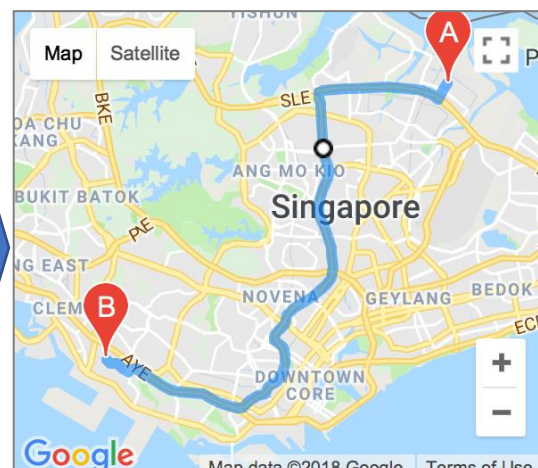 YISHUN
A
Map Satellite
P
SLE
BKE
OA CHU
KANG
ANG MO KIO
BUKIT BATOK
Singapore
PIE
NG EAST
NOVENA
GEYLANG
BEDOK
CLEM
B
ECP
AYE
+
DOWNTOWN
CORE
−
Google
Map data ©2018 Google Terms of Use